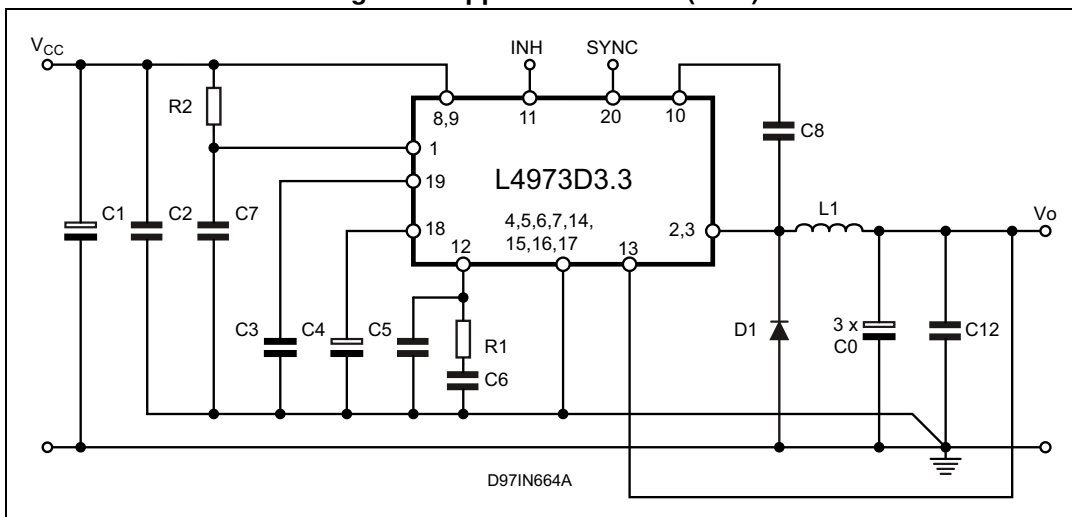 V_CC
INH
SYNC
R2
8,9
11
20
10
C8
1
19
L4973D3.3
C1
C2
C7
18
4,5,6,7,14,
15,16,17
12
13
2,3
L1
Vo
C3
C4
C5
R1
C6
D1
3 x
C0
C12
D97IN664A